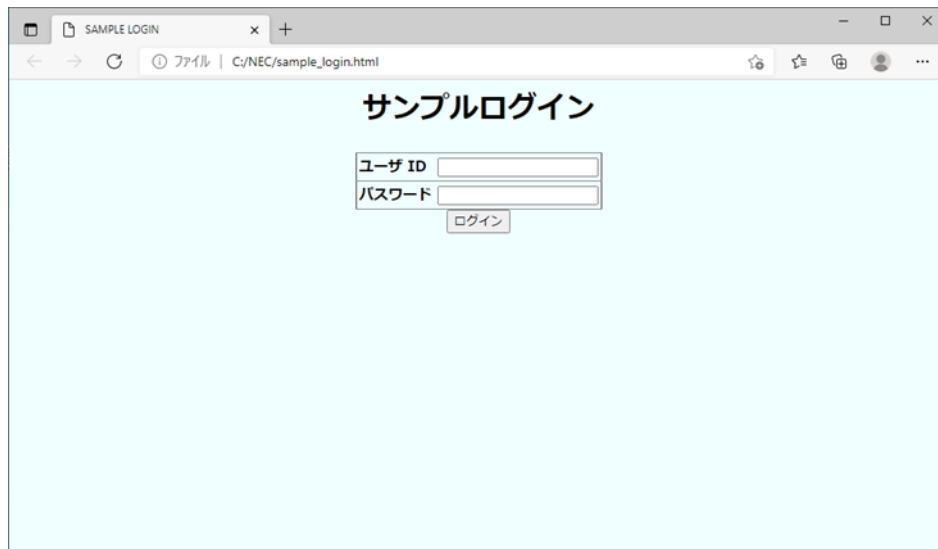 SAMPLE LOGIN
ファイル | C:/NEC/sample_login.html
サンプルログイン
ユーザ ID
パスワード
ログイン